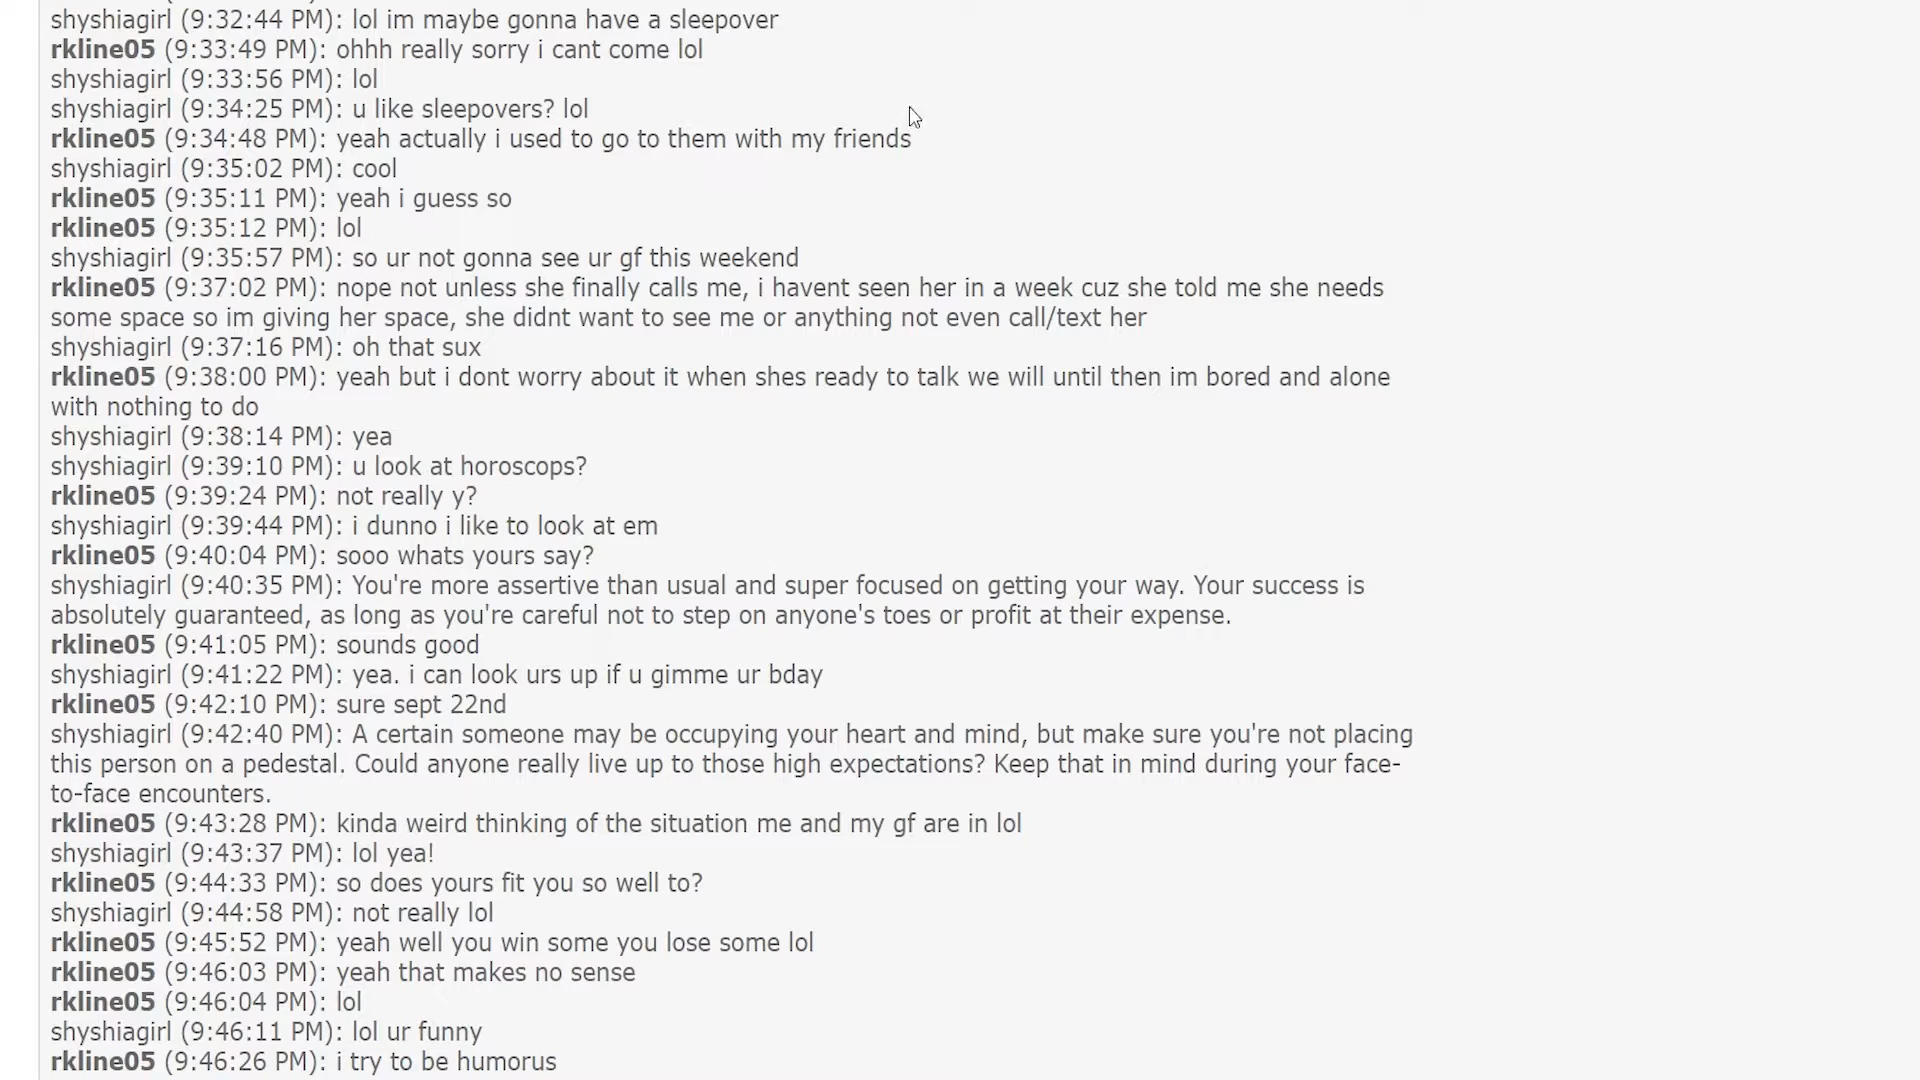 shyshiagirl (9:32:44 PM): lol im maybe gonna have a sleepover
rkline05 (9:33:49 PM): ohhh really sorry i cant come lol
shyshiagirl (9:33:56 PM): lol
shyshiagirl (9:34:25 PM): u like sleepovers? lol
rkline05 (9:34:48 PM): yeah actually i used to go to them with my friends
shyshiagirl (9:35:02 PM): cool
rkline05 (9:35:11 PM): yeah i guess so
rkline05 (9:35:12 PM): lol
shyshiagirl (9:35:57 PM): so ur not gonna see ur gf this weekend
rkline05 (9:37:02 PM): nope not unless she finally calls me, i havent seen her in a week cuz she told me she needs
some space so im giving her space, she didnt want to see me or anything not even call/text her
shyshiagirl (9:37:16 PM): oh that sux
rkline05 (9:38:00 PM): yeah but i dont worry about it when shes ready to talk we will until then im bored and alone
with nothing to do
shyshiagirl (9:38:14 PM): yea
shyshiagirl (9:39:10 PM): u look at horoscops?
rkline05 (9:39:24 PM): not really y?
shyshiagirl (9:39:44 PM): i dunno i like to look at em
rkline05 (9:40:04 PM): sooo whats yours say?
shyshiagirl (9:40:35 PM): You're more assertive than usual and super focused on getting your way. Your success is
absolutely guaranteed, as long as you're careful not to step on anyone's toes or profit at their expense.
rkline05 (9:41:05 PM): sounds good
shyshiagirl (9:41:22 PM): yea. i can look urs up if u gimme ur bday
rkline05 (9:42:10 PM): sure sept 22nd
shyshiagirl (9:42:40 PM): A certain someone may be occupying your heart and mind, but make sure you're not placing
this person on a pedestal. Could anyone really live up to those high expectations? Keep that in mind during your face-
to-face encounters.
rkline05 (9:43:28 PM): kinda weird thinking of the situation me and my gf are in lol
shyshiagirl (9:43:37 PM): lol yea!
rkline05 (9:44:33 PM): so does yours fit you so well to?
shyshiagirl (9:44:58 PM): not really lol
rkline05 (9:45:52 PM): yeah well you win some you lose some lol
rkline05 (9:46:03 PM): yeah that makes no sense
rkline05 (9:46:04 PM): lol
shyshiagirl (9:46:11 PM): lol ur funny
rkline05 (9:46:26 PM): i try to be humorus